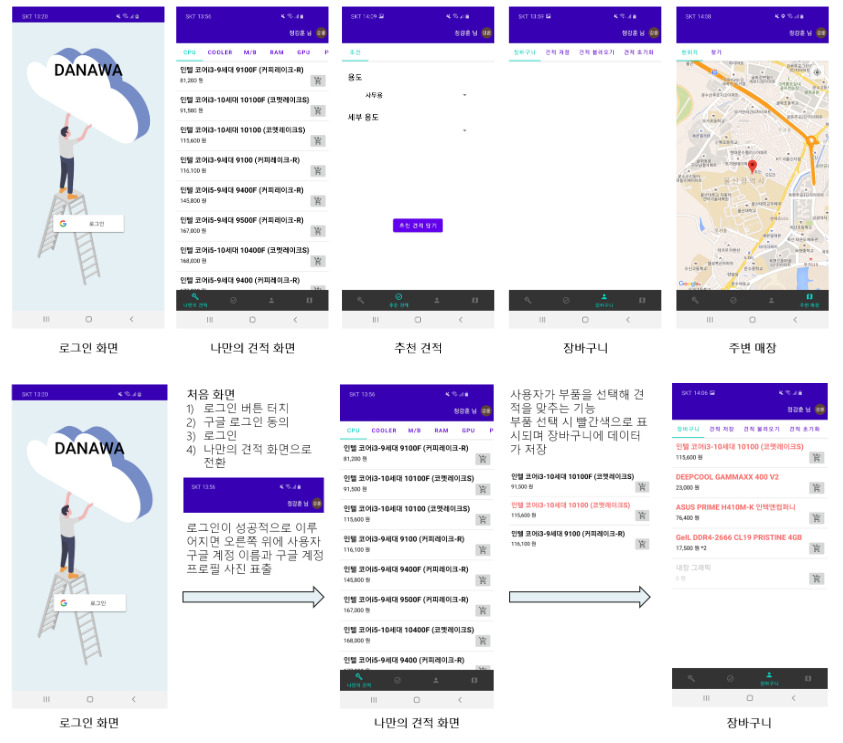 SKT 13:20
DANAWA
로그인
로그인 화면
SKT 13:56
정강훈 님
CPU COOLER M/B RAM GPU P
인텔 코어i3-9세대 9100F (커피레이크-R)
81,200 원
인텔 코어i3-10세대 10100F (코멧레이크S)
91,500 원
인텔 코어i3-10세대 10100 (코멧레이크S)
115,600 원
인텔 코어i3-9세대 9100 (커피레이크-R)
116,100 원
인텔 코어i5-9세대 9400F (커피레이크-R)
145,800 원
인텔 코어i5-9세대 9500F (커피레이크-R)
167,000 원
인텔 코어i5-10세대 10400F (코멧레이크S)
168,000 원
인텔 코어i5-9세대 9400 (커피레이크-R)
나만의 견적
나만의 견적 화면
SKT 14:09
정강훈 님
조건
용도
사무용
세부 용도
추천 견적 담기
추천 견적
추천 견적
SKT 13:59
정강훈 님
장바구니 견적 저장 견적 불러오기 견적 초기화
장바구니
장바구니
SKT 14:08
정강훈 님
현위치 찾기
울산광역시
Google
주변 매장
주변 매장
SKT 13:20
DANAWA
로그인
로그인 화면
처음 화면
1) 로그인 버튼 터치
2) 구글 로그인 동의
3) 로그인
4) 나만의 견적 화면으로
전환
SKT 13:56
정강훈 님
로그인이 성공적으로 이루
어지면 오른쪽 위에 사용자
구글 계정 이름과 구글 계정
프로필 사진 표출
SKT 13:56
정강훈 님
CPU COOLER M/B RAM GPU P
인텔 코어i3-9세대 9100F (커피레이크-R)
81,200 원
인텔 코어i3-10세대 10100F (코멧레이크S)
91,500 원
인텔 코어i3-10세대 10100 (코멧레이크S)
115,600 원
인텔 코어i3-9세대 9100 (커피레이크-R)
116,100 원
인텔 코어i5-9세대 9400F (커피레이크-R)
145,800 원
인텔 코어i5-9세대 9500F (커피레이크-R)
167,000 원
인텔 코어i5-10세대 10400F (코멧레이크S)
168,000 원
인텔 코어i5-9세대 9400 (커피레이크-R)
나만의 견적
나만의 견적 화면
사용자가 부품을 선택해 견
적을 맞추는 기능
부품 선택 시 빨간색으로 표
시되며 장바구니에 데이터
가 저장
인텔 코어i3-10세대 10100F (코멧레이크S)
91,500 원
인텔 코어i3-10세대 10100 (코멧레이크S)
115,600 원
인텔 코어i3-9세대 9100 (커피레이크-R)
116,100 원
SKT 14:06
정강훈 님
장바구니 견적 저장 견적 불러오기 견적 초기화
인텔 코어i3-10세대 10100 (코멧레이크S)
115,600 원
DEEPCOOL GAMMAXX 400 V2
23,000 원
ASUS PRIME H410M-K 인텍앤컴퍼니
76,400 원
GeIL DDR4-2666 CL19 PRISTINE 4GB
17,500 원 *2
내장 그래픽
0 원
장바구니
장바구니